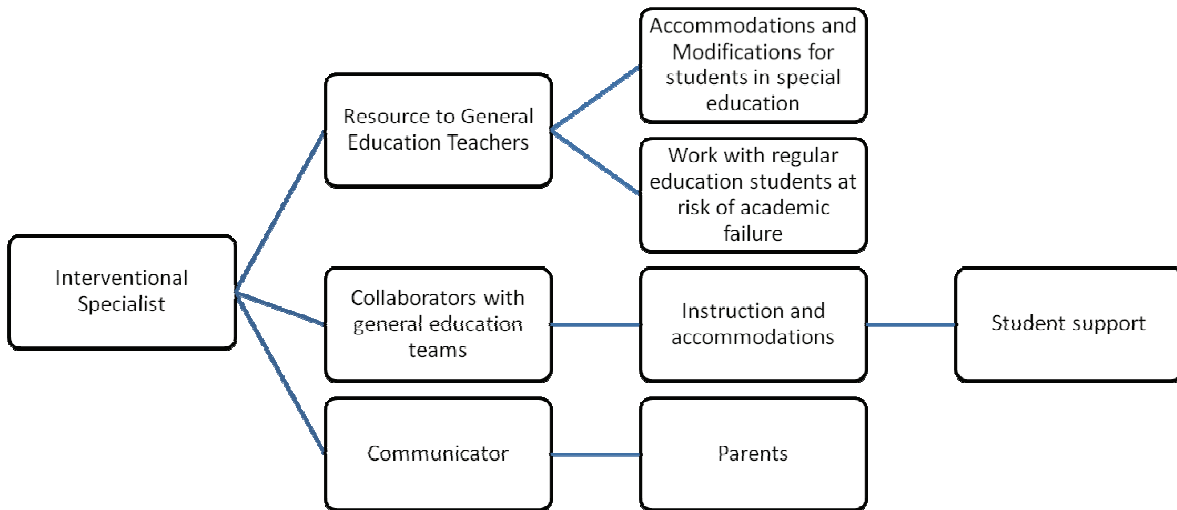 Interventional
Specialist
Resource to General
Education Teachers
Accommodations and
Modifications for
students in special
education
Work with regular
education students at
risk of academic
failure
Collaborators with
general education
teams
Instruction and
accommodations
Student support
Communicator
Parents